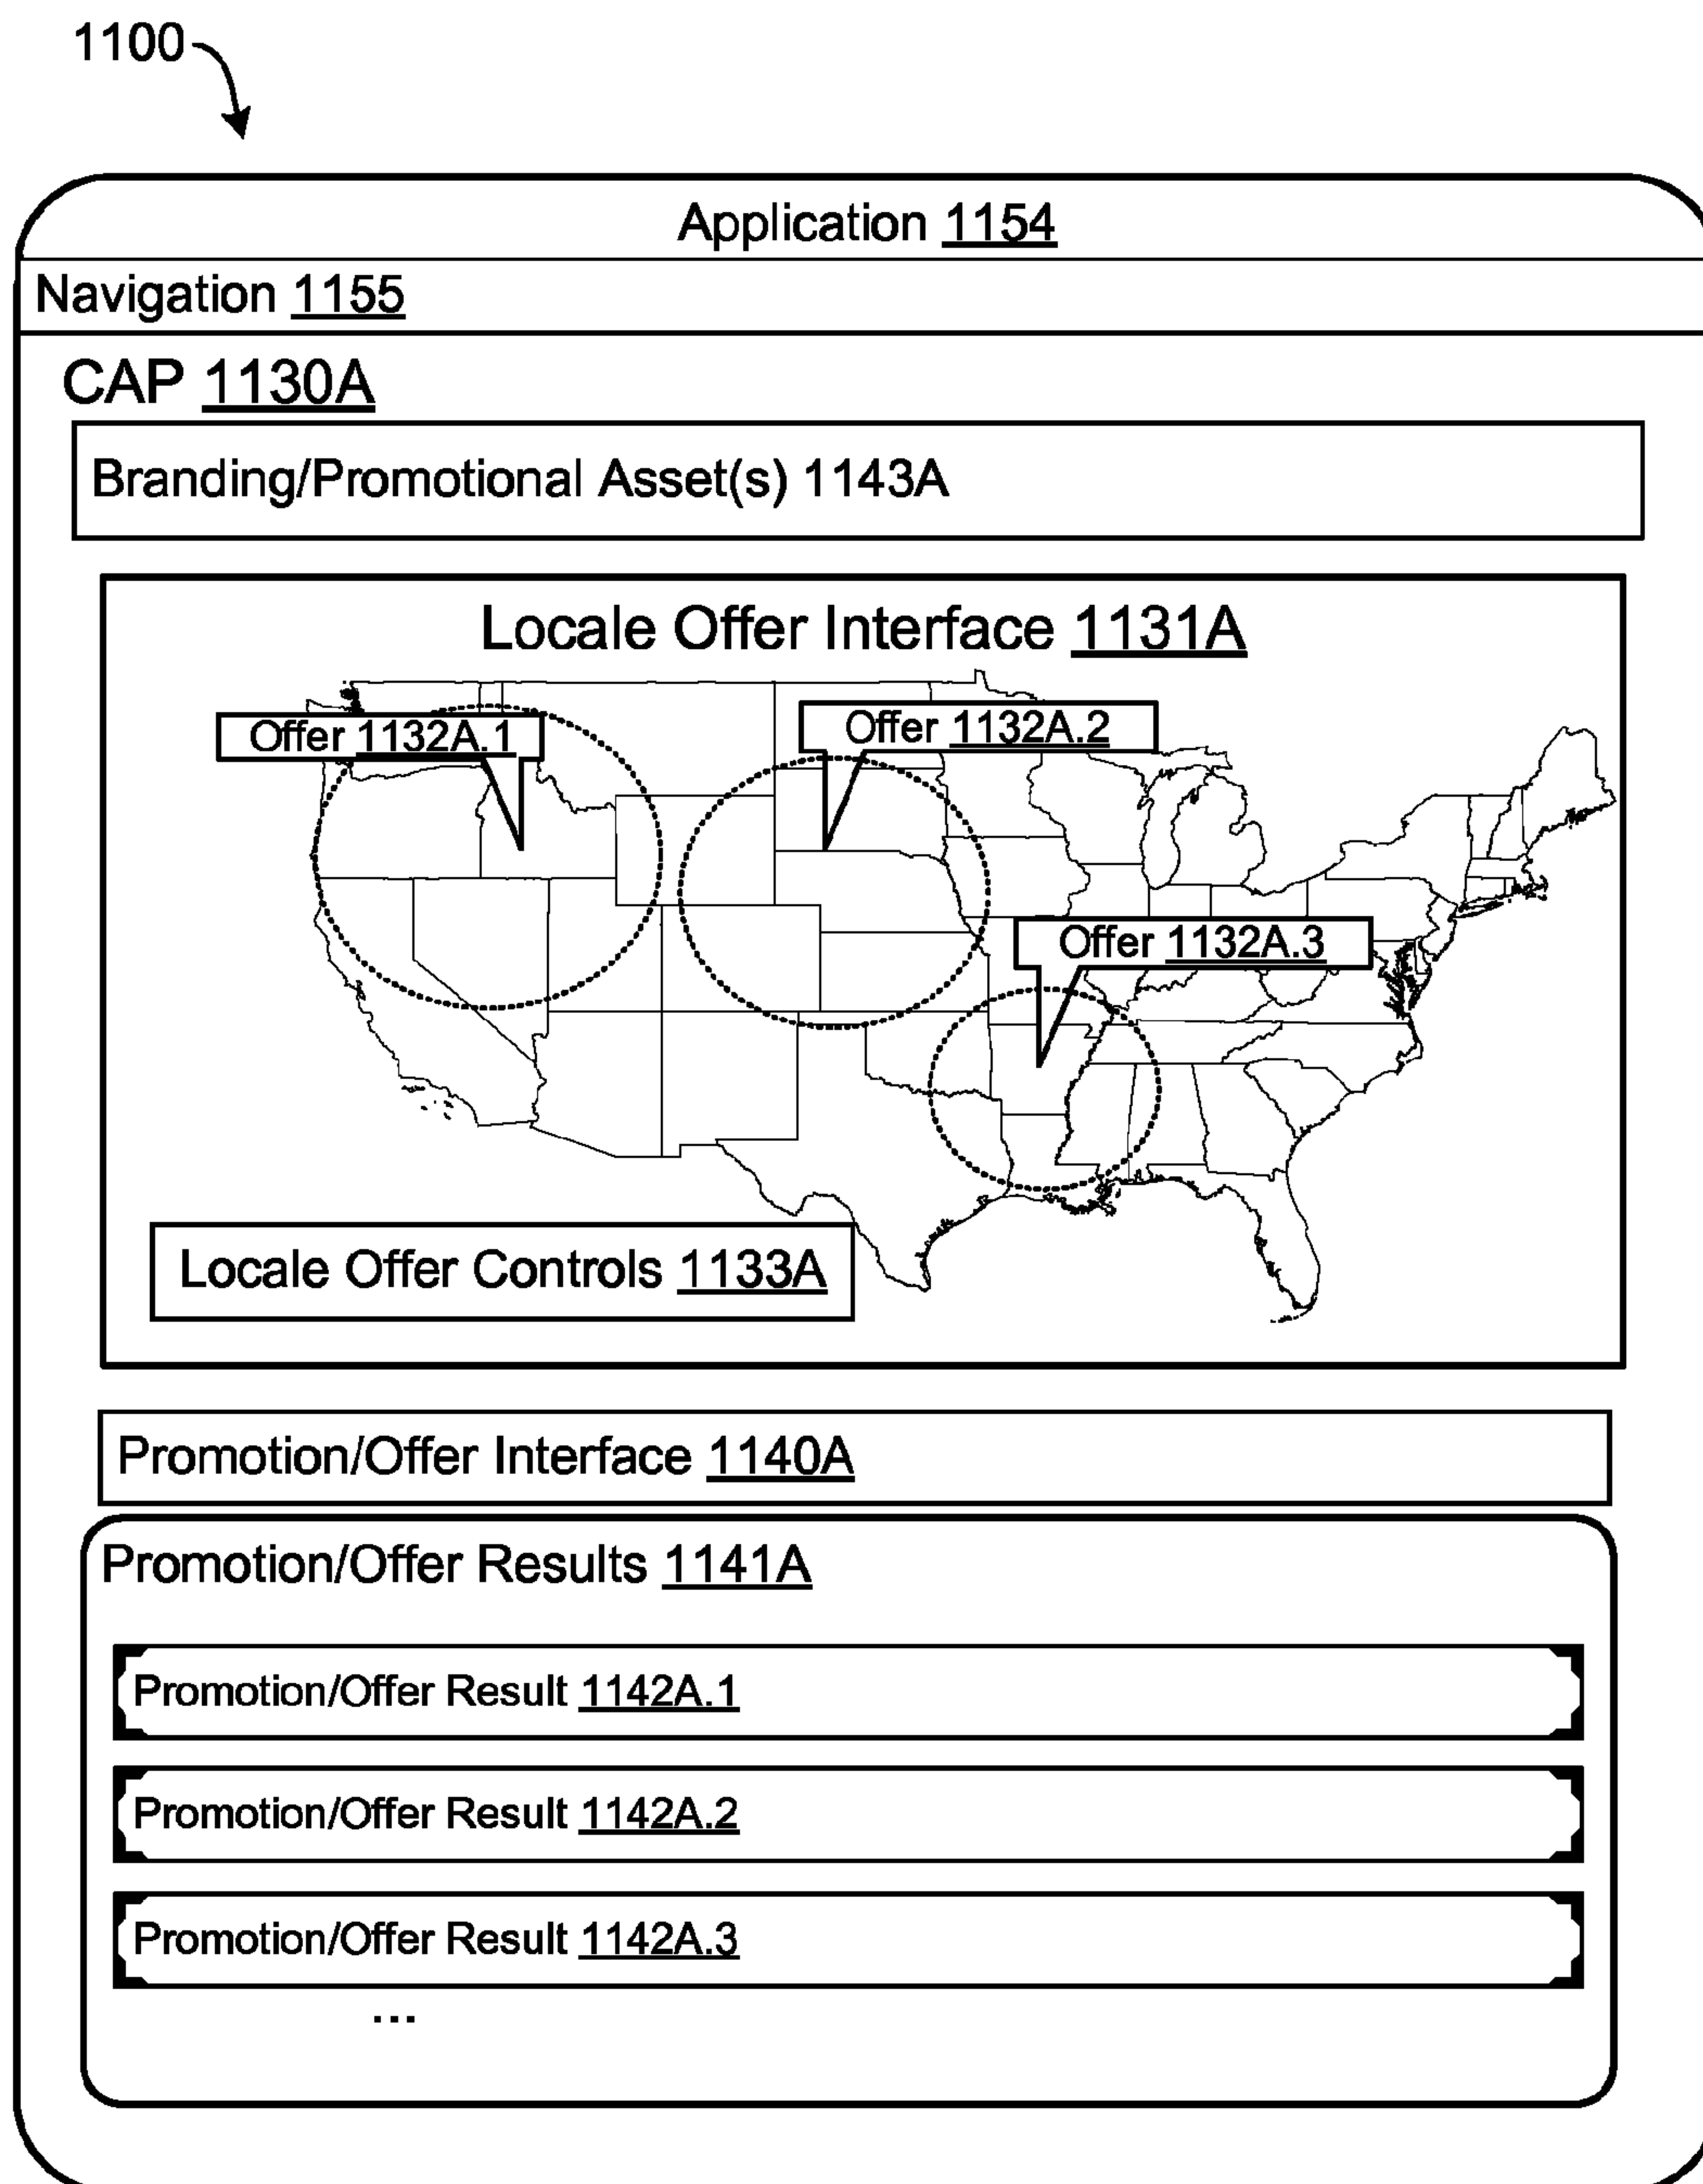 1100
Application 1154
Navigation 1155
CAP 1130A
Branding/Promotional Asset(s) 1143A
Locale Offer Interface 1131A
Offer 1132A.1
Offer 1132A.2
Offer 1132A.3
Locale Offer Controls 1133A
Promotion/Offer Interface 1140A
Promotion/Offer Results 1141A
Promotion/Offer Result 1142A.1
Promotion/Offer Result 1142A.2
Promotion/Offer Result 1142A.3
...